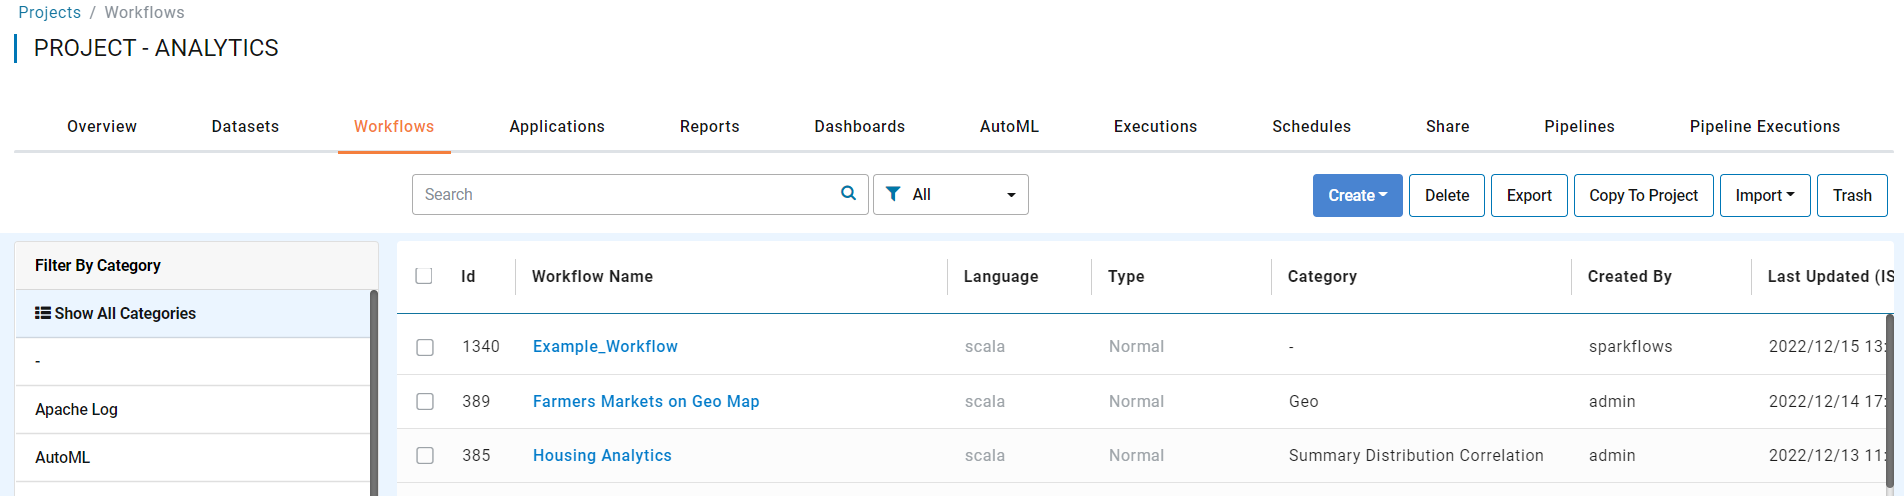 Projects / Workflows
PROJECT - ANALYTICS
Overview Datasets Workflows Applications Reports Dashboards AutoML Executions Schedules Share Pipelines Pipeline Executions
Search All Create Delete Export Copy To Project Import Trash
Filter By Category
Show All Categories
-
Apache Log
AutoML
Id Workflow Name Language Type Category Created By Last Updated (IS
1340 Example_Workflow scala Normal - sparkflows 2022/12/15 13:
389 Farmers Markets on Geo Map scala Normal Geo admin 2022/12/14 17:
385 Housing Analytics scala Normal Summary Distribution Correlation admin 2022/12/13 11: